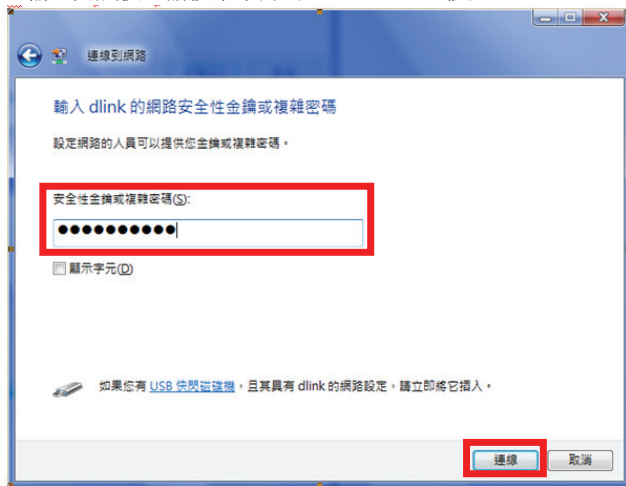 連線到網路
輸入 dlink 的網路安全性金鑰或複雜密碼
設定網路的人員可以提供您金鑰或複雜密碼。
安全性金鑰或複雜密碼(S):
●●●●●●●●●●
顯示字元(D)
如果您有 USB 快閃磁碟機，且其具有 dlink 的網路設定，請立即將它插入。
連線 取消